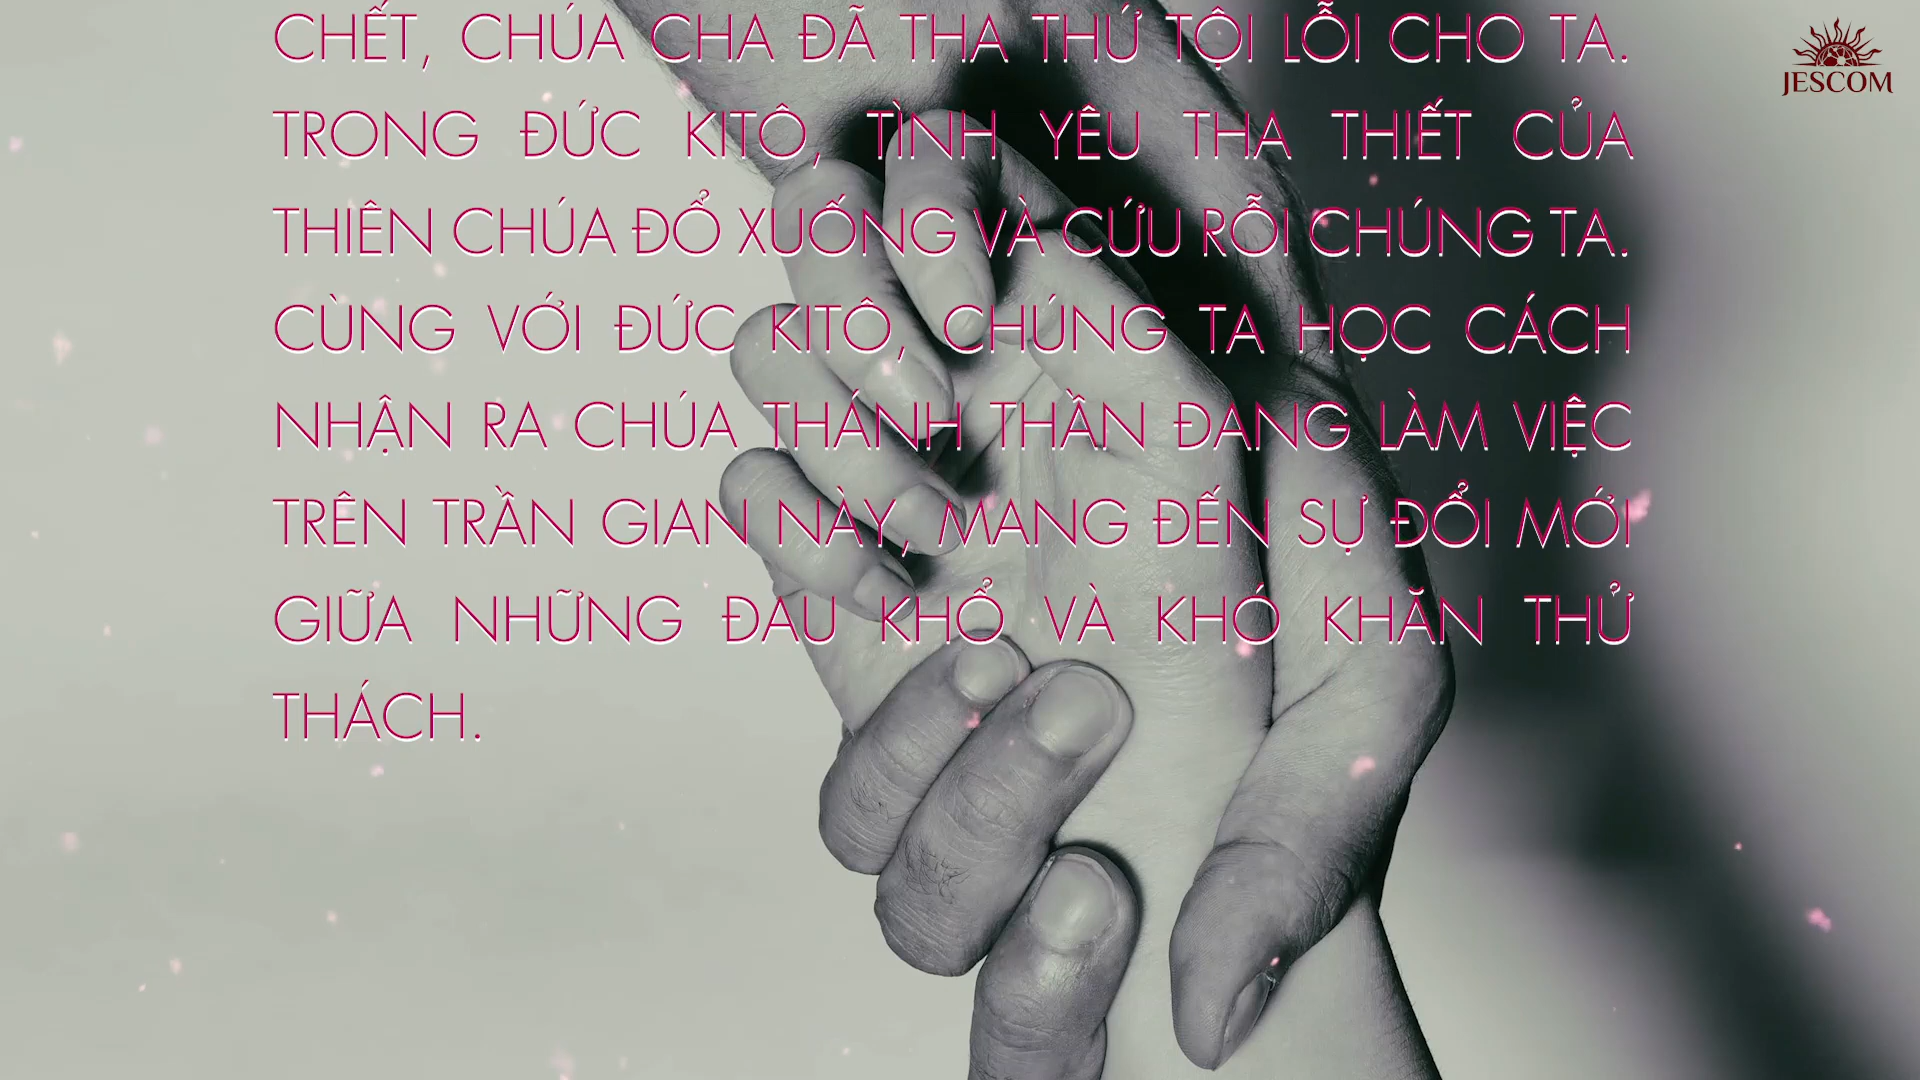 CHẾT, CHÚA CHA ĐÃ THA THỨ TỘI LỖI CHO TA.
TRONG ĐỨC KITÔ, TÌNH YÊU THA THIẾT CỦA
THIÊN CHÚA ĐỔ XUỐNG VÀ CỨU RỖI CHÚNG TA.
CÙNG VỚI ĐỨC KITÔ, CHÚNG TA HỌC CÁCH
NHẬN RA CHÚA THÁNH THẦN ĐANG LÀM VIỆC
TRÊN TRẦN GIAN NÀY, MANG ĐẾN SỰ ĐỔI MỚI
GIỮA NHỮNG ĐAU KHỔ VÀ KHÓ KHĂN THỬ
THÁCH.
JESCOM